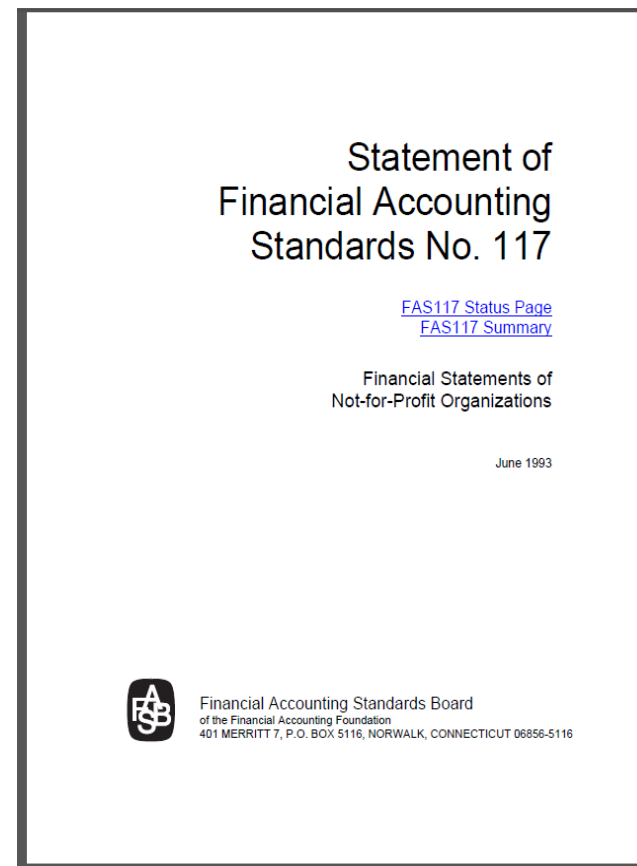 Statement of
Financial Accounting
Standards No. 117
FAS117 Status Page
FAS117 Summary
Financial Statements of
Not-for-Profit Organizations
June 1993
FASB
Financial Accounting Standards Board
of the Financial Accounting Foundation
401 MERRITT 7, P.O. BOX 5116, NORWALK, CONNECTICUT 06856-5116